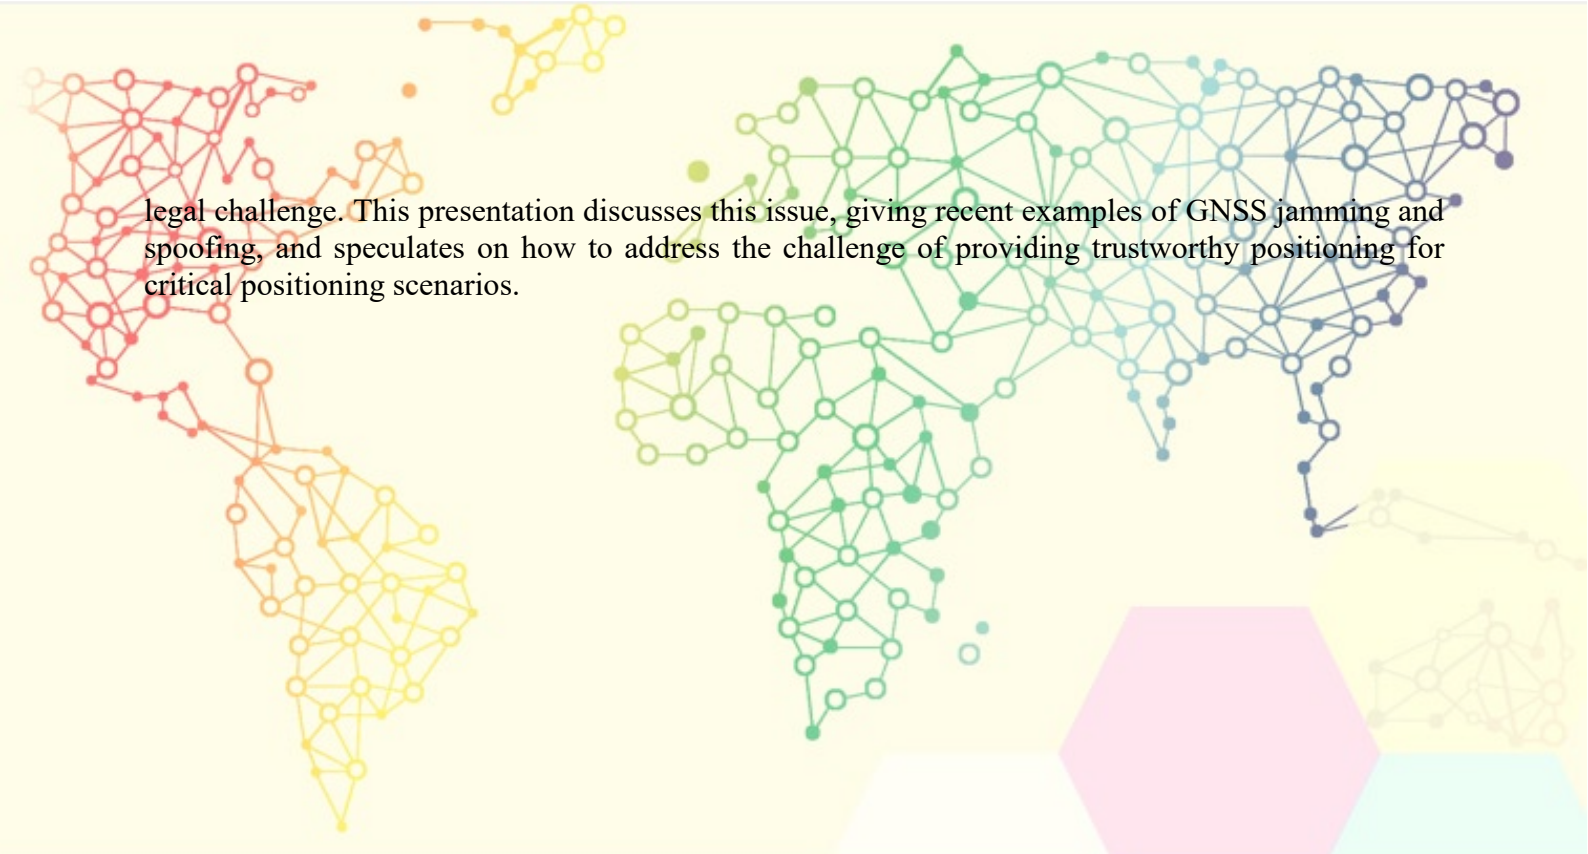 legal challenge. This presentation discusses this issue, giving recent examples of GNSS jamming and
spoofing, and speculates on how to address the challenge of providing trustworthy positioning for
critical positioning scenarios.